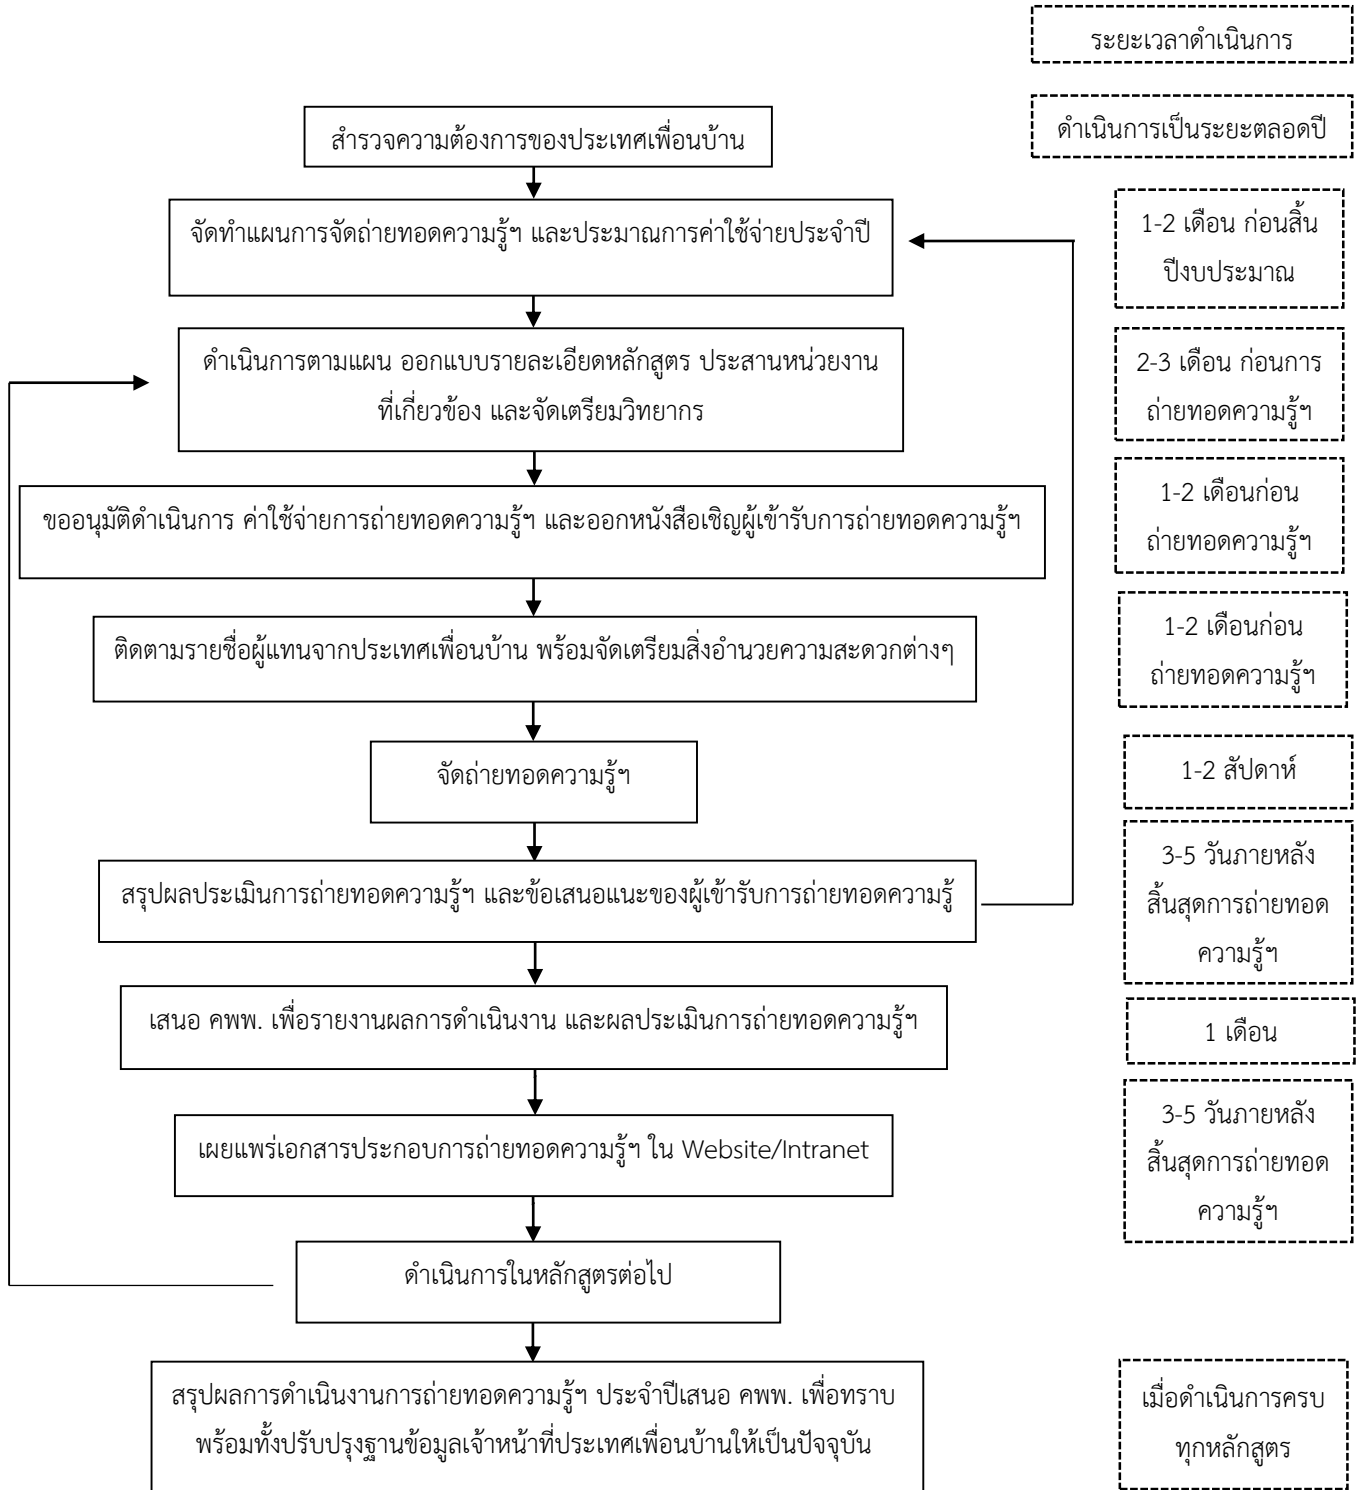 ระยะเวลาดำเนินการ
สำรวจความต้องการของประเทศเพื่อนบ้าน
ดำเนินการเป็นระยะตลอดปี
จัดทำแผนการจัดถ่ายทอดความรู้ฯ และประมาณการค่าใช้จ่ายประจำปี
1-2 เดือน ก่อนสิ้น
ปีงบประมาณ
ดำเนินการตามแผน ออกแบบรายละเอียดหลักสูตร ประสานหน่วยงาน
ที่เกี่ยวข้อง และจัดเตรียมวิทยากร
2-3 เดือน ก่อนการ
ถ่ายทอดความรู้ฯ
ขออนุมัติดำเนินการ ค่าใช้จ่ายการถ่ายทอดความรู้ฯ และออกหนังสือเชิญผู้เข้ารับการถ่ายทอดความรู้ฯ
1-2 เดือนก่อน
ถ่ายทอดความรู้ฯ
ติดตามรายชื่อผู้แทนจากประเทศเพื่อนบ้าน พร้อมจัดเตรียมสิ่งอำนวยความสะดวกต่างๆ
1-2 เดือนก่อน
ถ่ายทอดความรู้ฯ
จัดถ่ายทอดความรู้ฯ
1-2 สัปดาห์
สรุปผลประเมินการถ่ายทอดความรู้ฯ และข้อเสนอแนะของผู้เข้ารับการถ่ายทอดความรู้
3-5 วันภายหลัง
สิ้นสุดการถ่ายทอด
ความรู้ฯ
เสนอ คพพ. เพื่อรายงานผลการดำเนินงาน และผลประเมินการถ่ายทอดความรู้ฯ
1 เดือน
เผยแพร่เอกสารประกอบการถ่ายทอดความรู้ฯ ใน Website/Intranet
3-5 วันภายหลัง
สิ้นสุดการถ่ายทอด
ความรู้ฯ
ดำเนินการในหลักสูตรต่อไป
สรุปผลการดำเนินงานการถ่ายทอดความรู้ฯ ประจำปีเสนอ คพพ. เพื่อทราบ
พร้อมทั้งปรับปรุงฐานข้อมูลเจ้าหน้าที่ประเทศเพื่อนบ้านให้เป็นปัจจุบัน
เมื่อดำเนินการครบ
ทุกหลักสูตร